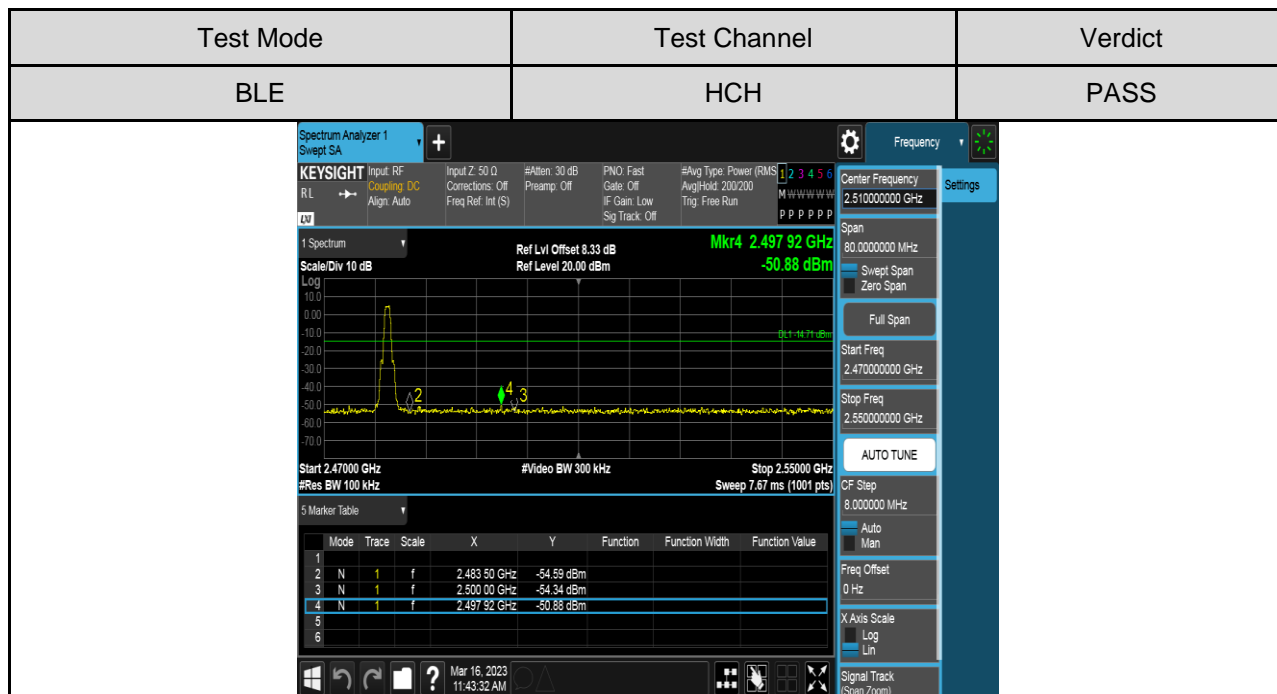 Test Mode Test Channel Verdict
BLE HCH PASS
Spectrum Analyzer 1
Swept SA
Frequency
Settings
KEYSIGHT
RL
LXI
Input: RF
Coupling: DC
Align: Auto
Input Z: 50 Ω
Corrections: Off
Freq Ref: Int (S)
#Atten: 30 dB
Preamp: Off
PNO: Fast
Gate: Off
IF Gain: Low
Sig Track: Off
#Avg Type: Power (RMS
Avg|Hold: 200/200
Trig: Free Run
1 2 3 4 5 6
M W W W W W
P P P P P P
1 Spectrum
Scale/Div 10 dB
Ref Lvl Offset 8.33 dB
Ref Level 20.00 dBm
Mkr4 2.497 92 GHz
-50.88 dBm
Log
10.0
0.00
-10.0
-20.0
-30.0
-40.0
-50.0
-60.0
-70.0
DL1 -14.71 dBm
2
4
3
Start 2.47000 GHz
#Res BW 100 kHz
#Video BW 300 kHz
Stop 2.55000 GHz
Sweep 7.67 ms (1001 pts)
5 Marker Table
Mode Trace Scale X Y Function Function Width Function Value
1
2 N 1 f 2.483 50 GHz -54.59 dBm
3 N 1 f 2.500 00 GHz -54.34 dBm
4 N 1 f 2.497 92 GHz -50.88 dBm
5
6
?
Mar 16, 2023
11:43:32 AM
Center Frequency
2.510000000 GHz
Span
80.0000000 MHz
Swept Span
Zero Span
Full Span
Start Freq
2.470000000 GHz
Stop Freq
2.550000000 GHz
AUTO TUNE
CF Step
8.000000 MHz
Auto
Man
Freq Offset
0 Hz
X Axis Scale
Log
Lin
Signal Track
(Span Zoom)